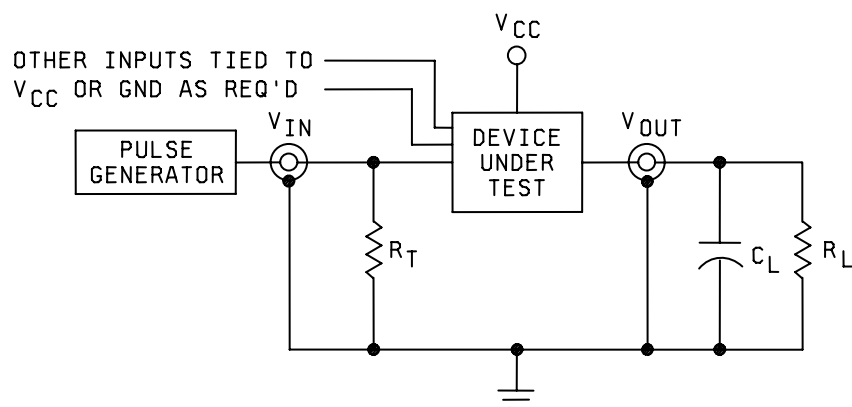 VCC
OTHER INPUTS TIED TO
VCC OR GND AS REQ'D
VIN
VOUT
PULSE
GENERATOR
DEVICE
UNDER
TEST
RT
CL
RL